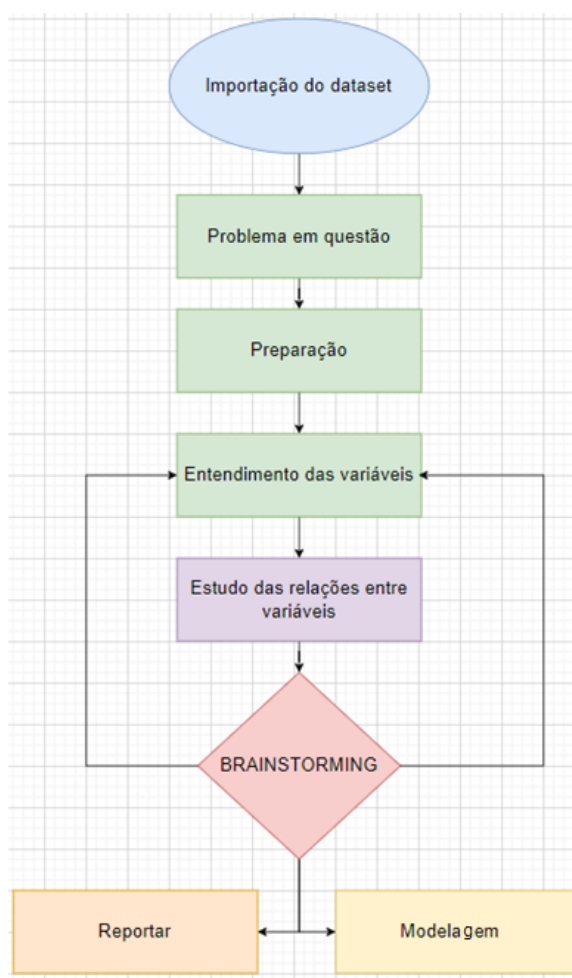 Importação do dataset
Problema em questão
Preparação
Entendimento das variáveis
Estudo das relações entre
variáveis
BRAINSTORMING
Reportar
Modelagem